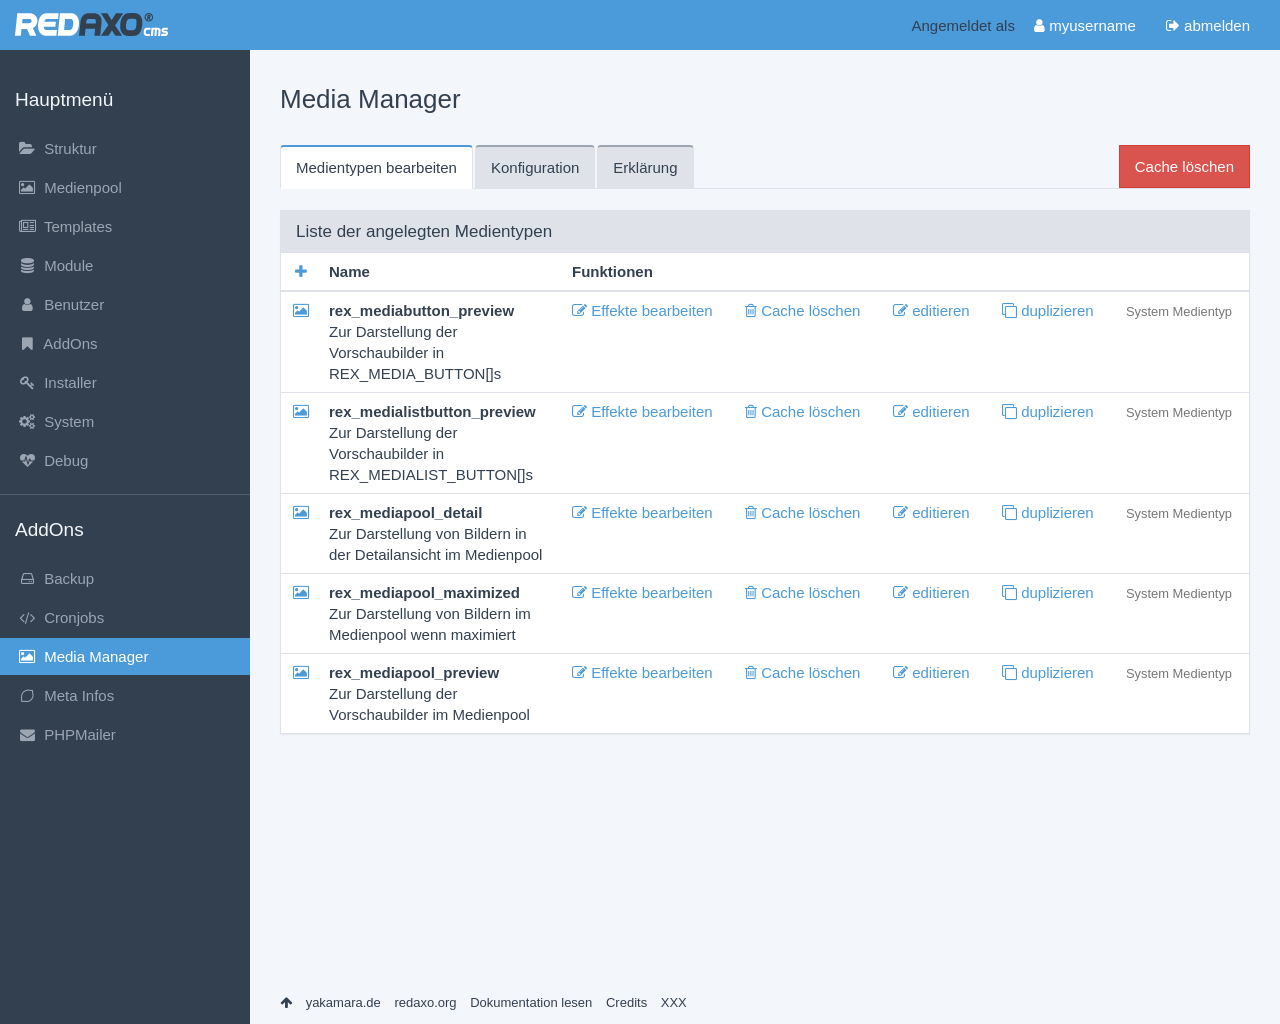 REDAXO® cms
Angemeldet als myusername abmelden
Hauptmenü
Struktur
Medienpool
Templates
Module
Benutzer
AddOns
Installer
System
Debug
AddOns
Backup
Cronjobs
Media Manager
Meta Infos
PHPMailer
Media Manager
Medientypen bearbeiten Konfiguration Erklärung Cache löschen
Liste der angelegten Medientypen
Name Funktionen
rex_mediabutton_preview Effekte bearbeiten Cache löschen editieren duplizieren System Medientyp
Zur Darstellung der
Vorschaubilder in
REX_MEDIA_BUTTON[]s
rex_medialistbutton_preview Effekte bearbeiten Cache löschen editieren duplizieren System Medientyp
Zur Darstellung der
Vorschaubilder in
REX_MEDIALIST_BUTTON[]s
rex_mediapool_detail Effekte bearbeiten Cache löschen editieren duplizieren System Medientyp
Zur Darstellung von Bildern in
der Detailansicht im Medienpool
rex_mediapool_maximized Effekte bearbeiten Cache löschen editieren duplizieren System Medientyp
Zur Darstellung von Bildern im
Medienpool wenn maximiert
rex_mediapool_preview Effekte bearbeiten Cache löschen editieren duplizieren System Medientyp
Zur Darstellung der
Vorschaubilder im Medienpool
yakamara.de redaxo.org Dokumentation lesen Credits XXX